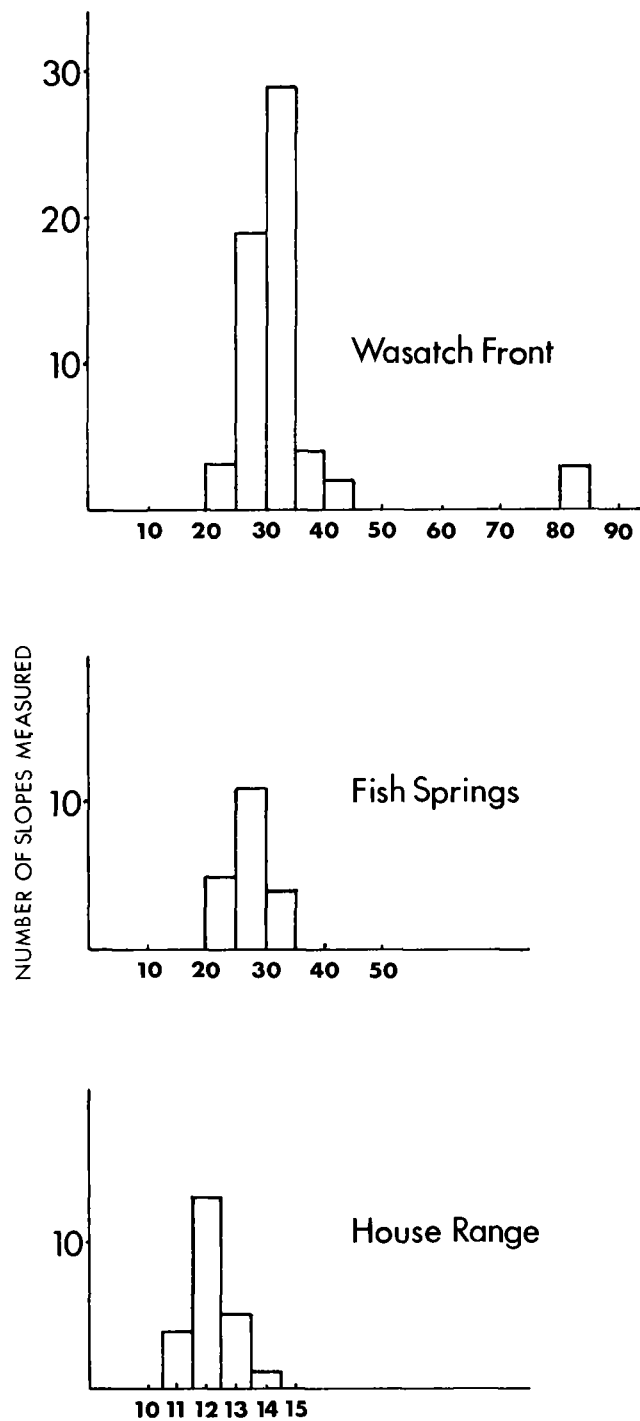 30
20
10
Wasatch Front
10 20 30 40 50 60 70 80 90
NUMBER OF SLOPES MEASURED
10
Fish Springs
10 20 30 40 50
10
House Range
10 11 12 13 14 15